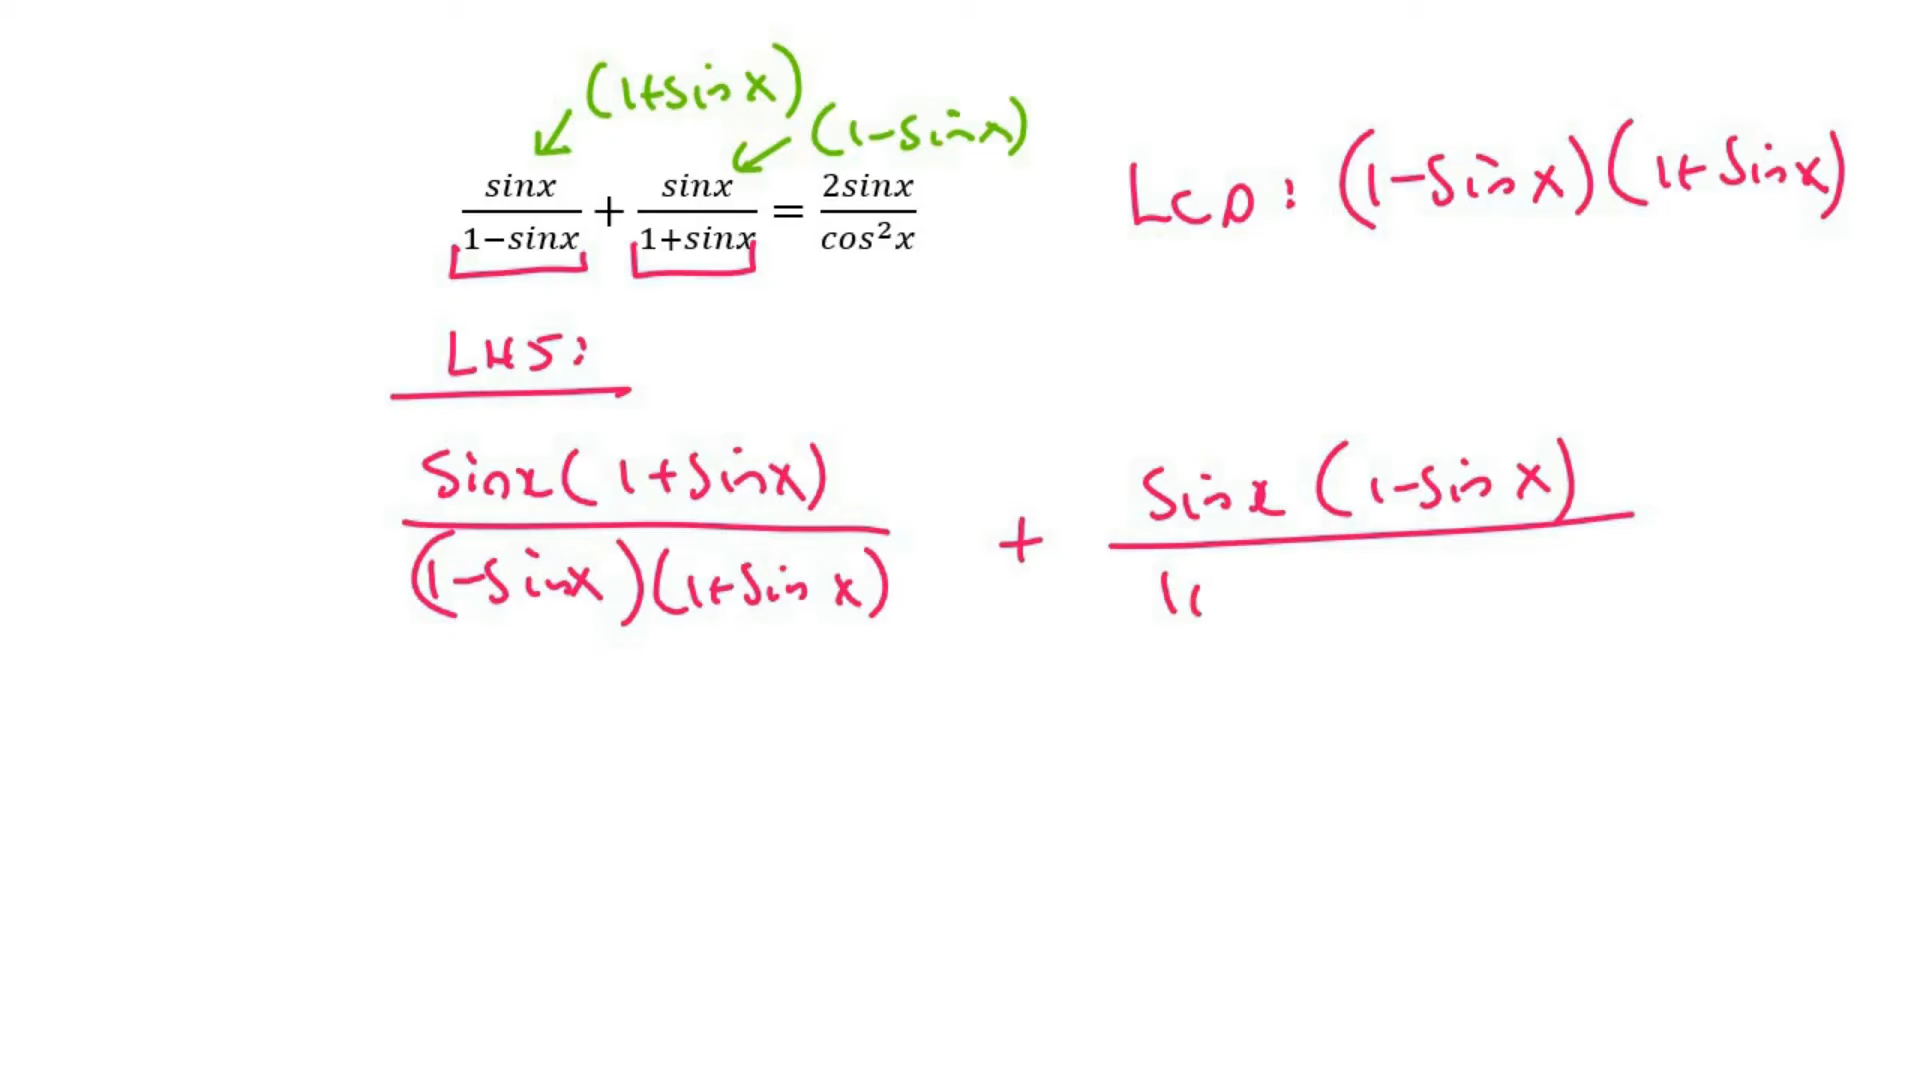 (1+sinx)
(1-sinx)
LCD: (1-sinx)(1+sinx)
sinx/1−sinx + sinx/1+sinx = 2sinx/cos²x
LHS:
sinx(1+sinx)/(1-sinx)(1+sinx) + sinx(1-sinx)/